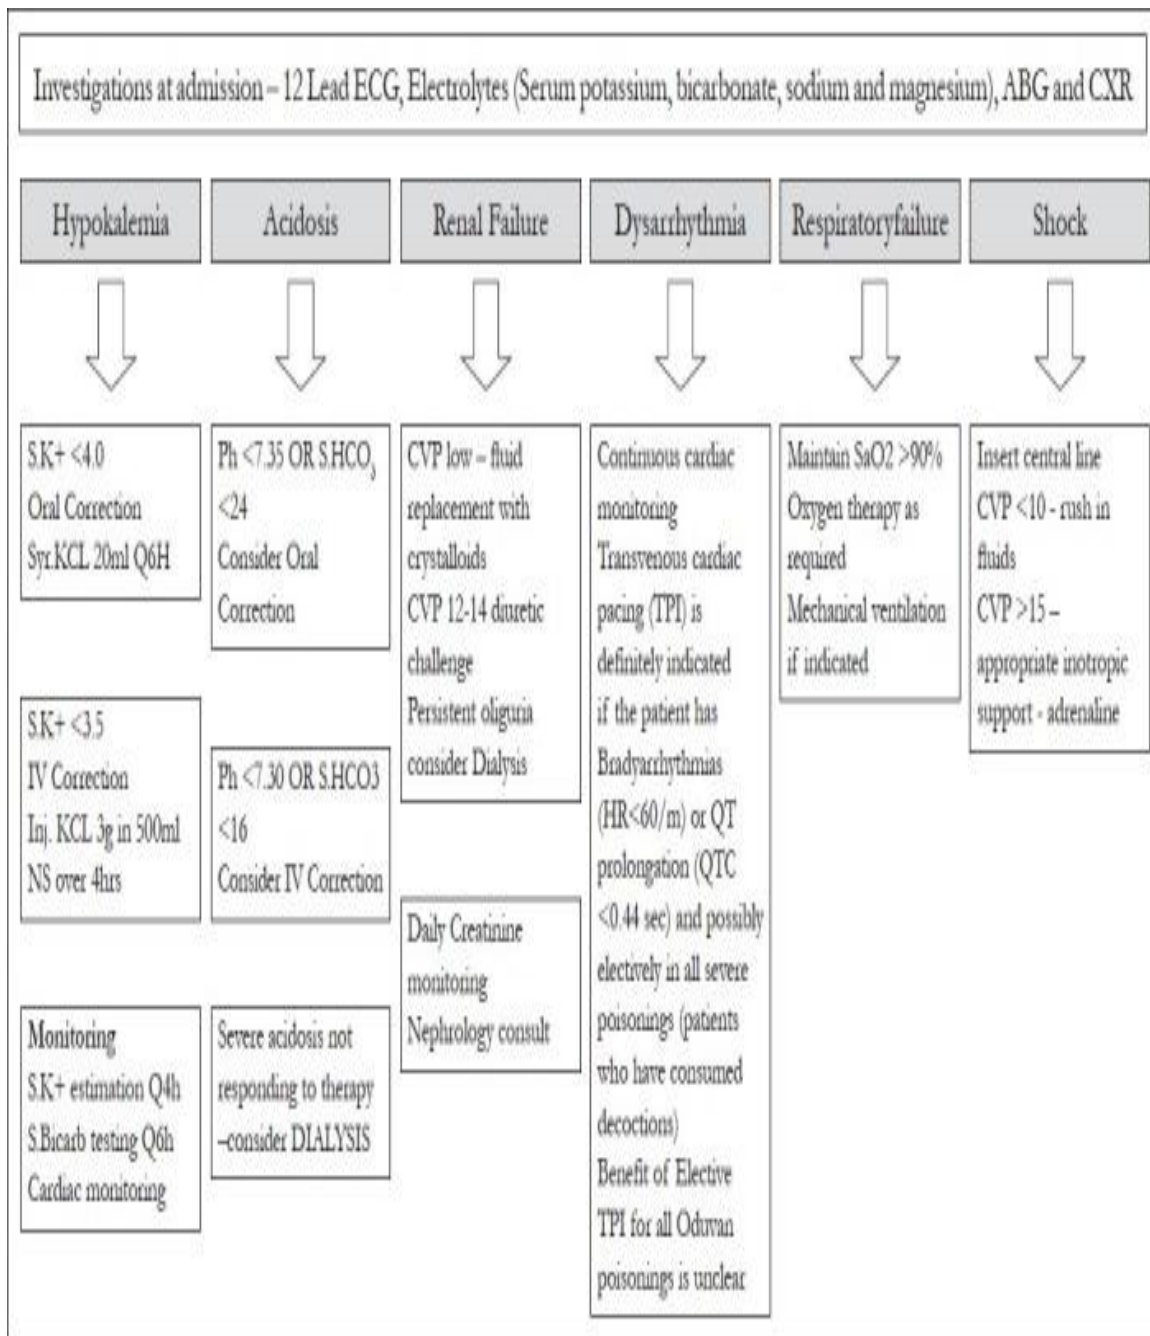 Investigations at admission – 12 Lead ECG, Electrolytes (Serum potassium, bicarbonate, sodium and magnesium), ABG and CXR
Hypokalemia
S.K+ <4.0
Oral Correction
Syr.KCL 20ml Q6H
S.K+ <3.5
IV Correction
Inj. KCL 3g in 500ml
NS over 4hrs
Monitoring
S.K+ estimation Q4h
S.Bicarb testing Q6h
Cardiac monitoring
Acidosis
Ph <7.35 OR S.HCO3
<24
Consider Oral
Correction
Ph <7.30 OR S.HCO3
<16
Consider IV Correction
Severe acidosis not
responding to therapy
–consider DIALYSIS
Renal Failure
CVP low – fluid
replacement with
crystalloids
CVP 12-14 diuretic
challenge
Persistent oliguria
consider Dialysis
Daily Creatinine
monitoring
Nephrology consult
Dysarrhythmia
Continuous cardiac
monitoring
Transvenous cardiac
pacing (TPI) is
definitely indicated
if the patient has
Bradyarrhythmias
(HR<60/m) or QT
prolongation (QTC
<0.44 sec) and possibly
electively in all severe
poisonings (patients
who have consumed
decoctions)
Benefit of Elective
TPI for all Oduvan
poisonings is unclear
Respiratoryfailure
Maintain SaO2 >90%
Oxygen therapy as
required
Mechanical ventilation
if indicated
Shock
Insert central line
CVP <10 - rush in
fluids
CVP >15 –
appropriate inotropic
support - adrenaline